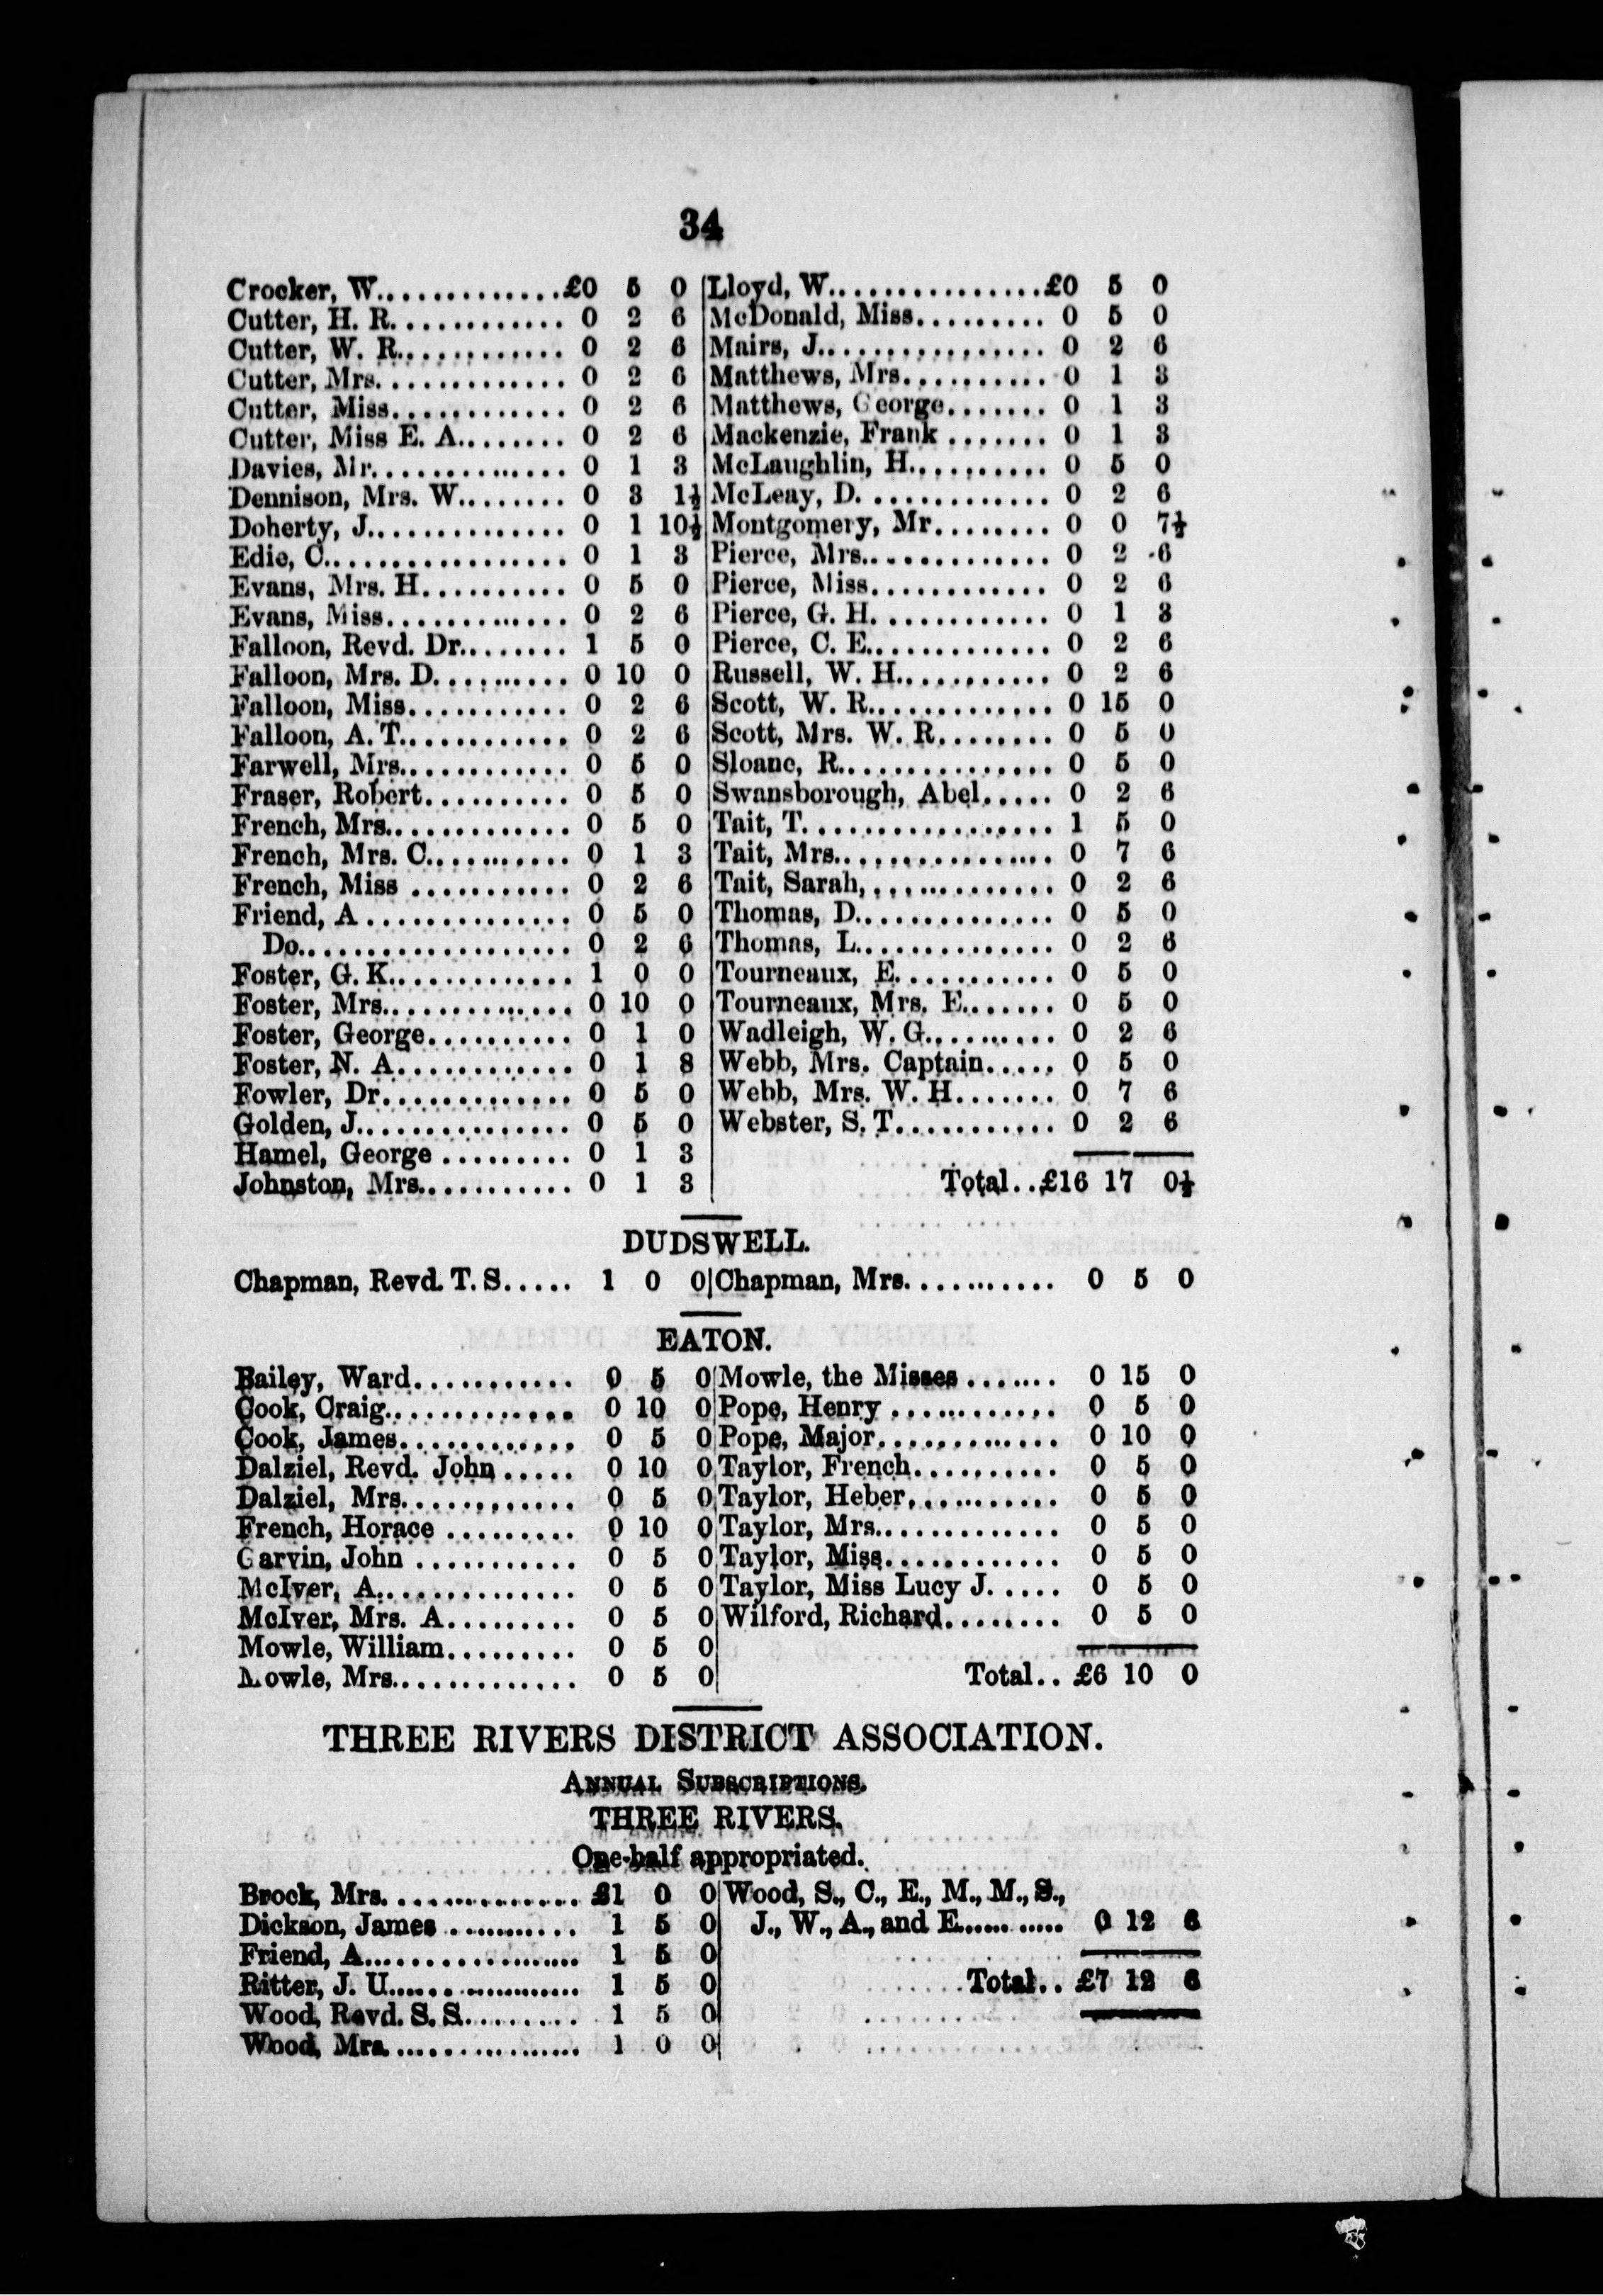 34
Crocker, W..............£0 5 0
Cutter, H. R............. 0 2 6
Cutter, W. R............. 0 2 6
Cutter, Mrs.............. 0 2 6
Cutter, Miss............. 0 2 6
Cutter, Miss E. A........ 0 2 6
Davies, Mr............... 0 1 3
Dennison, Mrs. W........ 0 3 1½
Doherty, J............... 0 1 10½
Edie, C.................. 0 1 3
Evans, Mrs. H........... 0 5 0
Evans, Miss.............. 0 2 6
Falloon, Revd. Dr........ 1 5 0
Falloon, Mrs. D.......... 0 10 0
Falloon, Miss............ 0 2 6
Falloon, A. T............ 0 2 6
Farwell, Mrs............. 0 5 0
Fraser, Robert........... 0 5 0
French, Mrs.............. 0 5 0
French, Mrs. C........... 0 1 3
French, Miss ............ 0 2 6
Friend, A ............... 0 5 0
Do.................... 0 2 6
Foster, G. K............. 1 0 0
Foster, Mrs.............. 0 10 0
Foster, George........... 0 1 0
Foster, N. A............. 0 1 8
Fowler, Dr............... 0 5 0
Golden, J................ 0 5 0
Hamel, George .......... 0 1 3
Johnston, Mrs............ 0 1 3
Lloyd, W................£0 5 0
McDonald, Miss.......... 0 5 0
Mairs, J................. 0 2 6
Matthews, Mrs........... 0 1 3
Matthews, George....... 0 1 3
Mackenzie, Frank ....... 0 1 3
McLaughlin, H........... 0 5 0
McLeay, D. ............. 0 2 6
Montgomery, Mr......... 0 0 7½
Pierce, Mrs.............. 0 2 6
Pierce, Miss............. 0 2 6
Pierce, G. H............. 0 1 3
Pierce, C. E............. 0 2 6
Russell, W. H............ 0 2 6
Scott, W. R.............. 0 15 0
Scott, Mrs. W. R......... 0 5 0
Sloane, R................ 0 5 0
Swansborough, Abel..... 0 2 6
Tait, T.................. 1 5 0
Tait, Mrs................ 0 7 6
Tait, Sarah,............. 0 2 6
Thomas, D............... 0 5 0
Thomas, L............... 0 2 6
Tourneaux, E............ 0 5 0
Tourneaux, Mrs. E....... 0 5 0
Wadleigh, W. G.......... 0 2 6
Webb, Mrs. Captain..... 0 5 0
Webb, Mrs. W. H....... 0 7 6
Webster, S. T............ 0 2 6
Total..£16 17 0½
DUDSWELL.
Chapman, Revd. T. S..... 1 0 0
Chapman, Mrs........... 0 5 0
EATON.
Bailey, Ward............ 0 5 0
Cook, Craig.............. 0 10 0
Cook, James............. 0 5 0
Dalziel, Revd. John ..... 0 10 0
Dalziel, Mrs............. 0 5 0
French, Horace ......... 0 10 0
Garvin, John ............ 0 5 0
McIver, A............... 0 5 0
McIver, Mrs. A.......... 0 5 0
Mowle, William......... 0 5 0
Mowle, Mrs.............. 0 5 0
Mowle, the Misses ....... 0 15 0
Pope, Henry ............ 0 5 0
Pope, Major............. 0 10 0
Taylor, French........... 0 5 0
Taylor, Heber,.......... 0 5 0
Taylor, Mrs.............. 0 5 0
Taylor, Miss............. 0 5 0
Taylor, Miss Lucy J. ..... 0 5 0
Wilford, Richard......... 0 5 0
Total.. £6 10 0
THREE RIVERS DISTRICT ASSOCIATION.
ANNUAL SUBSCRIPTIONS.
THREE RIVERS.
One-half appropriated.
Brock, Mrs............... £1 0 0
Dickson, James ........... 1 5 0
Friend, A................. 1 5 0
Ritter, J. U............... 1 5 0
Wood, Revd. S. S......... 1 5 0
Wood, Mrs................ 1 0 0
Wood, S., C., E., M., M., S.,
J., W., A., and E........... 0 12 6
Total.. £7 12 6